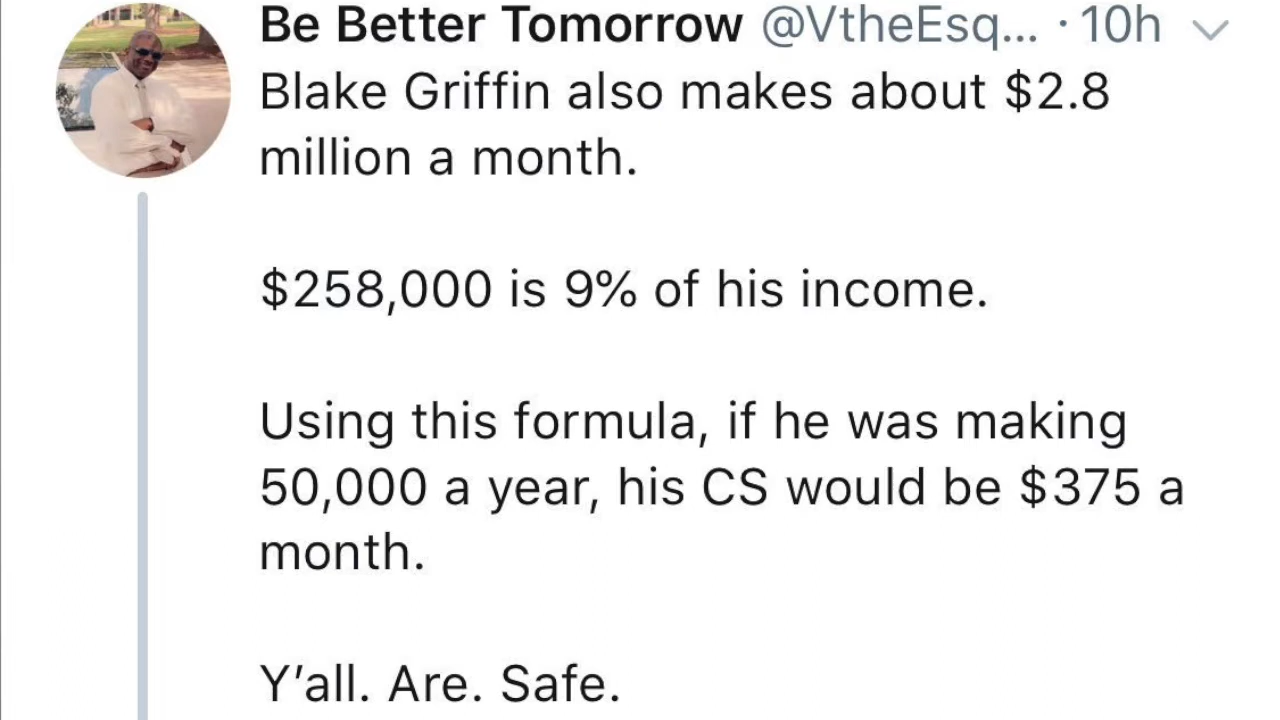 Be Better Tomorrow @VtheEsq... · 10h
Blake Griffin also makes about $2.8
million a month.
$258,000 is 9% of his income.
Using this formula, if he was making
50,000 a year, his CS would be $375 a
month.
Y’all. Are. Safe.